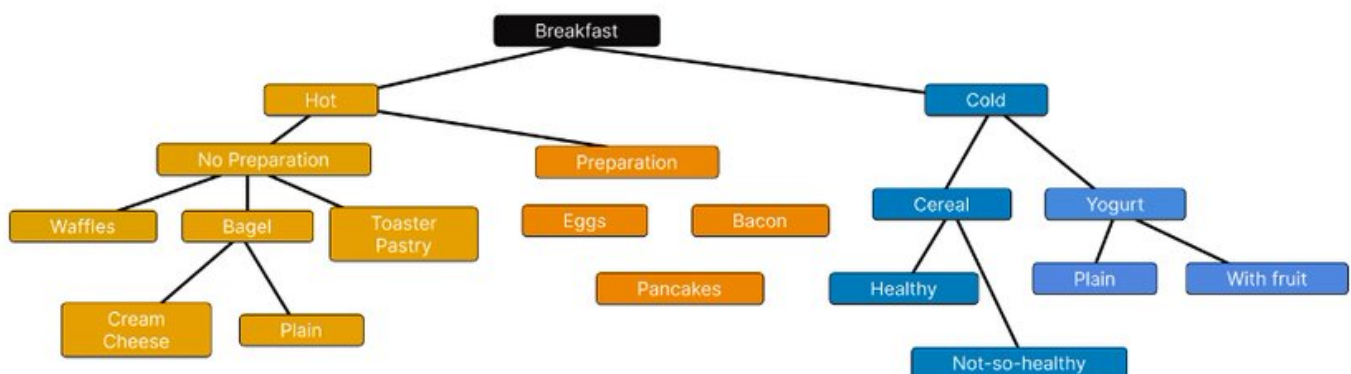 Breakfast
Hot
Cold
No Preparation
Preparation
Waffles
Bagel
Toaster
Pastry
Eggs
Bacon
Cereal
Yogurt
Cream
Cheese
Plain
Pancakes
Healthy
Plain
With fruit
Not-so-healthy